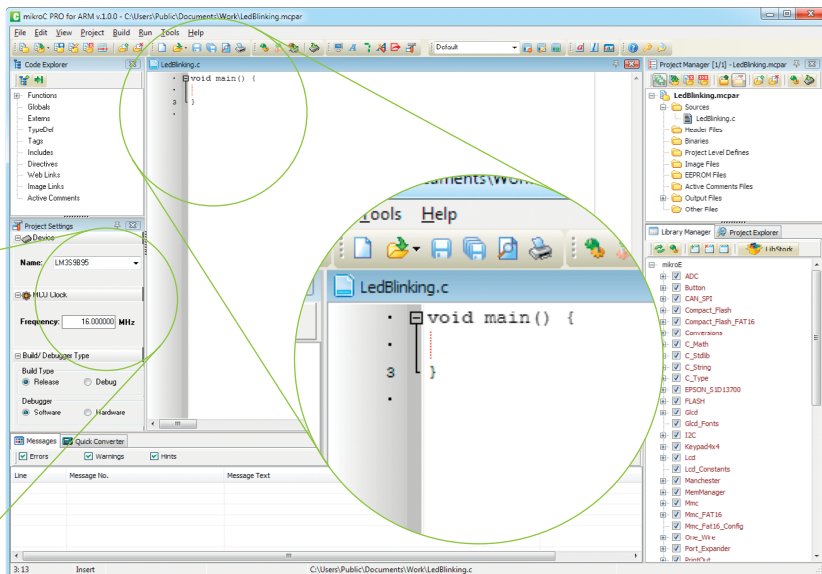 mikroC PRO for ARM v.1.0.0 - C:\Users\Public\Documents\Work\LedBlinking.mcpar
File Edit View Project Build Run Tools Help
Default
Code Explorer
Functions
Globals
Externs
TypeDef
Tags
Includes
Directives
Web Links
Image Links
Active Comments
Project Settings
Device
Name: LM3S9B95
MCU Clock
Frequency: 16.000000 MHz
Build/ Debugger Type
Build Type
Release Debug
Debugger
Software Hardware
LedBlinking.c
void main() {
3 }
Tools Help
LedBlinking.c
void main() {
3 }
Project Manager [1/1] - LedBlinking.mcpar
LedBlinking.mcpar
Sources
LedBlinking.c
Header Files
Binaries
Project Level Defines
Image Files
EEPROM Files
Active Comments Files
Output Files
Other Files
Library Manager Project Explorer
LibStock
mikroE
ADC
Button
CAN_SPI
Compact_Flash
Compact_Flash_FAT16
Conversions
C_Math
C_Stdlib
C_String
C_Type
EPSON_S1D13700
FLASH
Glcd
Glcd_Fonts
I2C
Keypad4x4
Lcd
Lcd_Constants
Manchester
MemManager
Mmc
Mmc_FAT16
Mmc_Fat16_Config
One_Wire
Port_Expander
PrintOut
Messages Quick Converter
Errors Warnings Hints
Line Message No. Message Text
3: 13 Insert C:\Users\Public\Documents\Work\LedBlinking.c